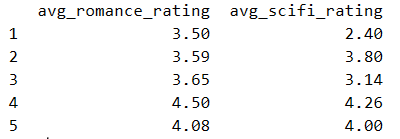 avg_romance_rating avg_scifi_rating
1 3.50 2.40
2 3.59 3.80
3 3.65 3.14
4 4.50 4.26
5 4.08 4.00